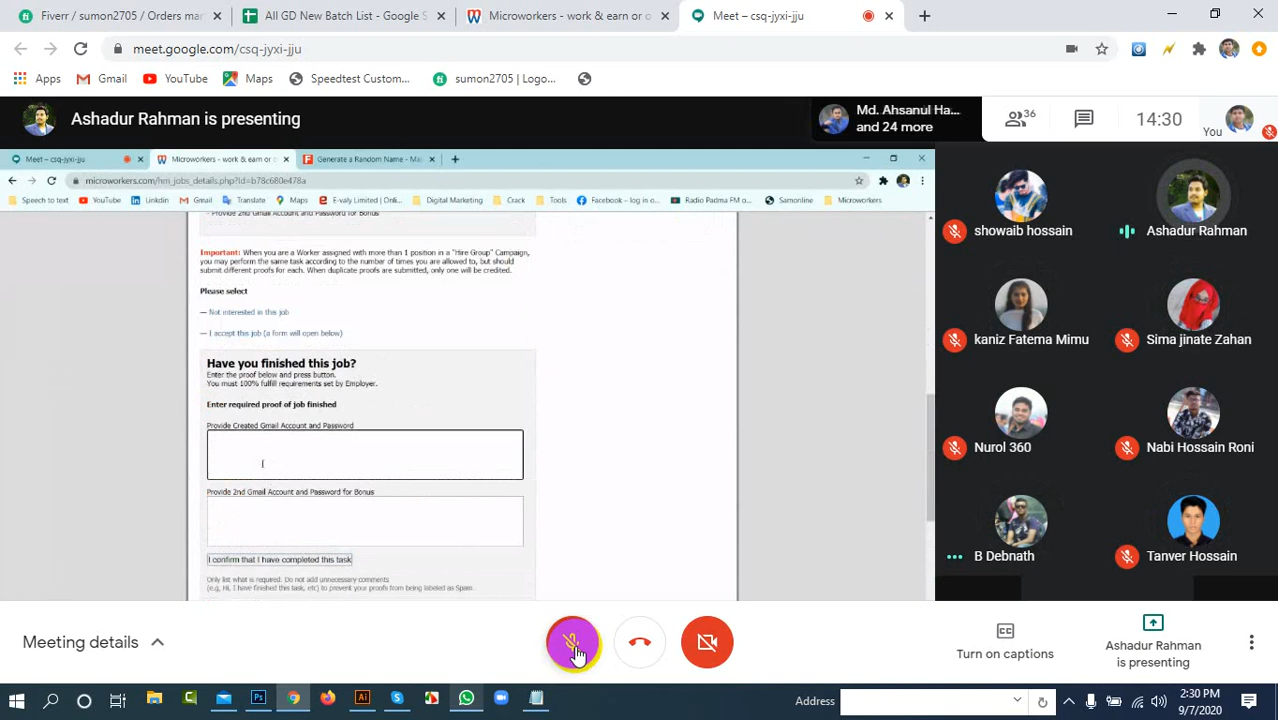 Fiverr / sumon2705 / Orders mar
All GD New Batch List - Google S
Microworkers - work & earn or o
Meet – csq-jyxi-jju
meet.google.com/csq-jyxi-jju
Apps
Gmail
YouTube
Maps
Speedtest Custom...
sumon2705 | Logo...
Ashadur Rahman is presenting
Md. Ahsanul Ha...
and 24 more
36
14:30
You
Meet – csq-jyxi-jju
Microworkers - work & earn or o
Generate a Random Name - Ma
microworkers.com/hm_jobs_details.php?Id=b78c680e478a
Speech to text
YouTube
Linkdin
Gmail
Translate
Maps
E-valy Limited | Onli...
Digital Marketing
Crack
Tools
Facebook – log in o...
Radio Padma FM o...
Samonline
Microworkers
- Provide 2nd Gmail Account and Password for Bonus
Important: When you are a Worker assigned with more than 1 position in a "Hire Group" Campaign,
you may perform the same task according to the number of times you are allowed to, but should
submit different proofs for each. When duplicate proofs are submitted, only one will be credited.
Please select
— Not interested in this job
— I accept this job (a form will open below)
Have you finished this job?
Enter the proof below and press button.
You must 100% fulfill requirements set by Employer.
Enter required proof of job finished
Provide Created Gmail Account and Password
Provide 2nd Gmail Account and Password for Bonus
I confirm that I have completed this task
Only list what is required. Do not add unnecessary comments
(e.g, Hi, I have finished this task, etc) to prevent your proofs from being labeled as Spam.
showaib hossain
Ashadur Rahman
kaniz Fatema Mimu
Sima jinate Zahan
Nurol 360
Nabi Hossain Roni
B Debnath
Tanver Hossain
Meeting details
Turn on captions
Ashadur Rahman
is presenting
Address
2:30 PM
9/7/2020